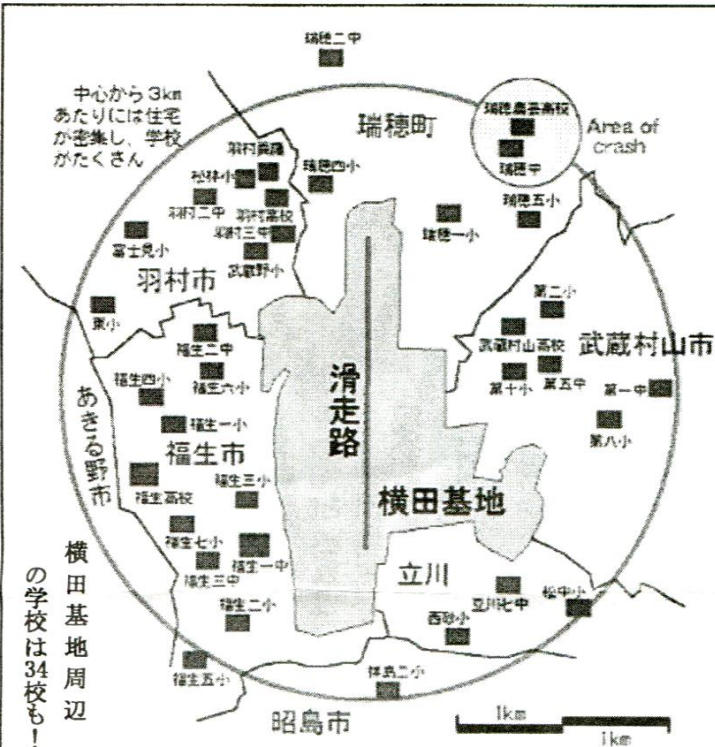 瑞穂二中
中心から3km
あたりには住宅
が密集し、学校
がたくさん
瑞穂町
瑞穂農芸高校
Area of
crash
瑞穂中
松林小
瑞穂四小
羽村二中
羽村高校
羽村三中
瑞穂一小
瑞穂五小
富士見小
武蔵野小
羽村市
東小
第二小
武蔵村山高校
武蔵村山市
第十小
第五中
第一中
第八小
福生二中
福生六小
福生四小
滑走路
あきる野市
福生一小
福生市
福生三小
福生高校
横田基地
福生七小
福生一中
福生三中
立川
福生二小
立川七中
松中小
西砂小
福生五小
拝島二小
昭島市
1km
1km
横田基地周辺
の学校は34校も!